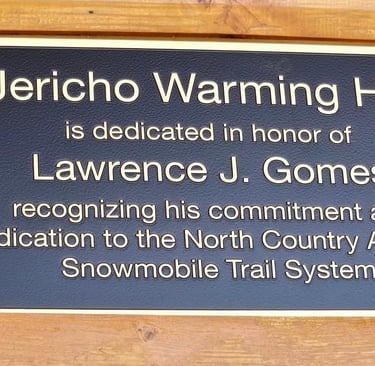 Jericho Warming H
is dedicated in honor of
Lawrence J. Gomes
recognizing his commitment a
dication to the North Country A
Snowmobile Trail System